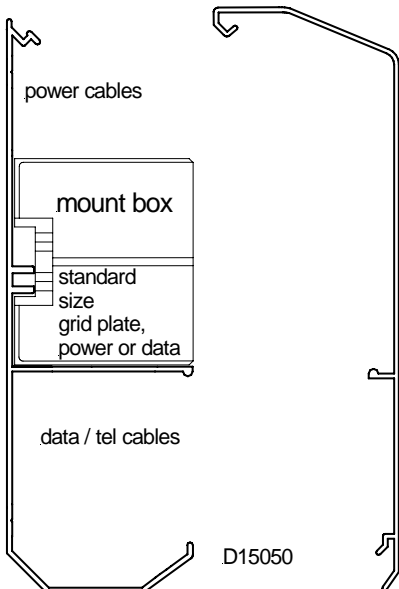 power cables
mount box
standard
size
grid plate,
power or data
data / tel cables
D15050